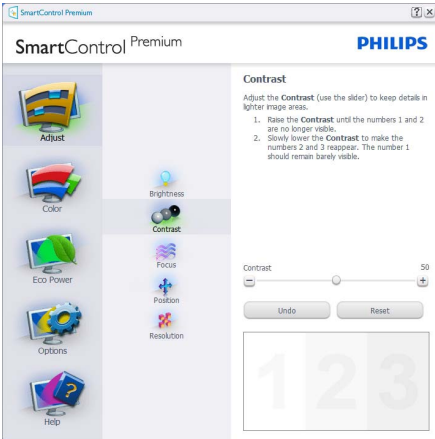 SmartControl Premium
SmartControl Premium
PHILIPS
Adjust
Color
Eco Power
Options
Help
Brightness
Contrast
Focus
Position
Resolution
Contrast
Adjust the Contrast (use the slider) to keep details in
lighter image areas.
1. Raise the Contrast until the numbers 1 and 2
are no longer visible.
2. Slowly lower the Contrast to make the
numbers 2 and 3 reappear. The number 1
should remain barely visible.
Contrast 50
Undo Reset
1 2 3